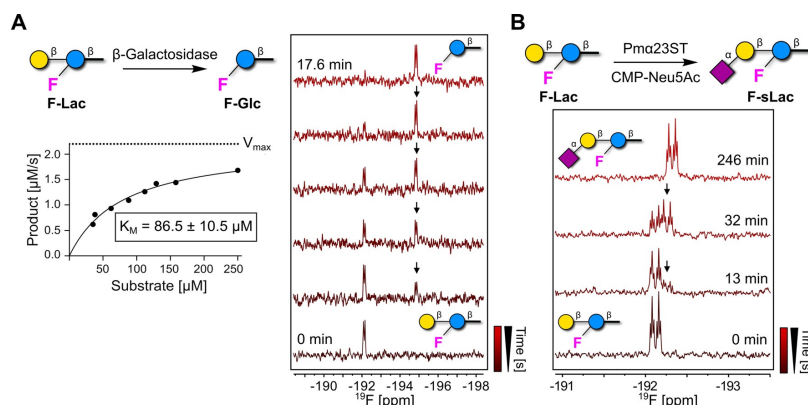 A
β β β-Galactosidase β
F F
F-Lac F-Glc
Product [µM/s]
2.5
2.0
1.5
1.0
0.5
0.0
Vmax
KM = 86.5 ± 10.5 µM
50 100 150 200 250
Substrate [µM]
17.6 min
β
F
β β
F
0 min
Time [s]
-190 -192 -194 -196 -198
19F [ppm]
B
β β Pmα23ST α β β
F CMP-Neu5Ac F
F-Lac F-sLac
α β β
F
246 min
32 min
13 min
β β
F
0 min
Time [s]
-191 -192 -193
19F [ppm]